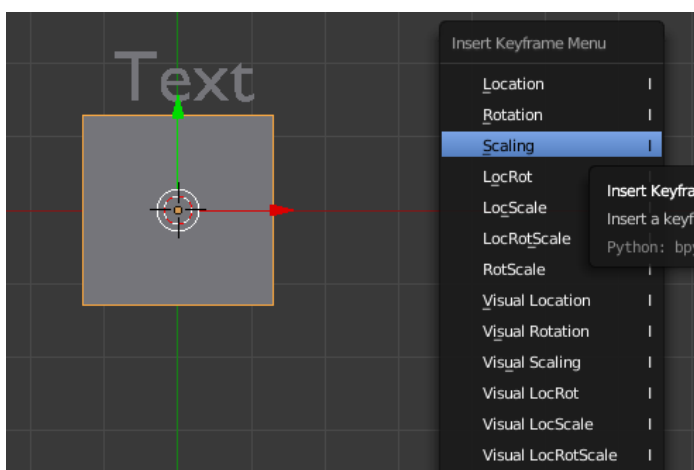 Text
Insert Keyframe Menu
Location I
Rotation I
Scaling I
LocRot
Insert Keyfra
LocScale
Insert a keyf
LocRotScale
Python: bpy
RotScale I
Visual Location I
Visual Rotation I
Visual Scaling I
Visual LocRot I
Visual LocScale I
Visual LocRotScale I